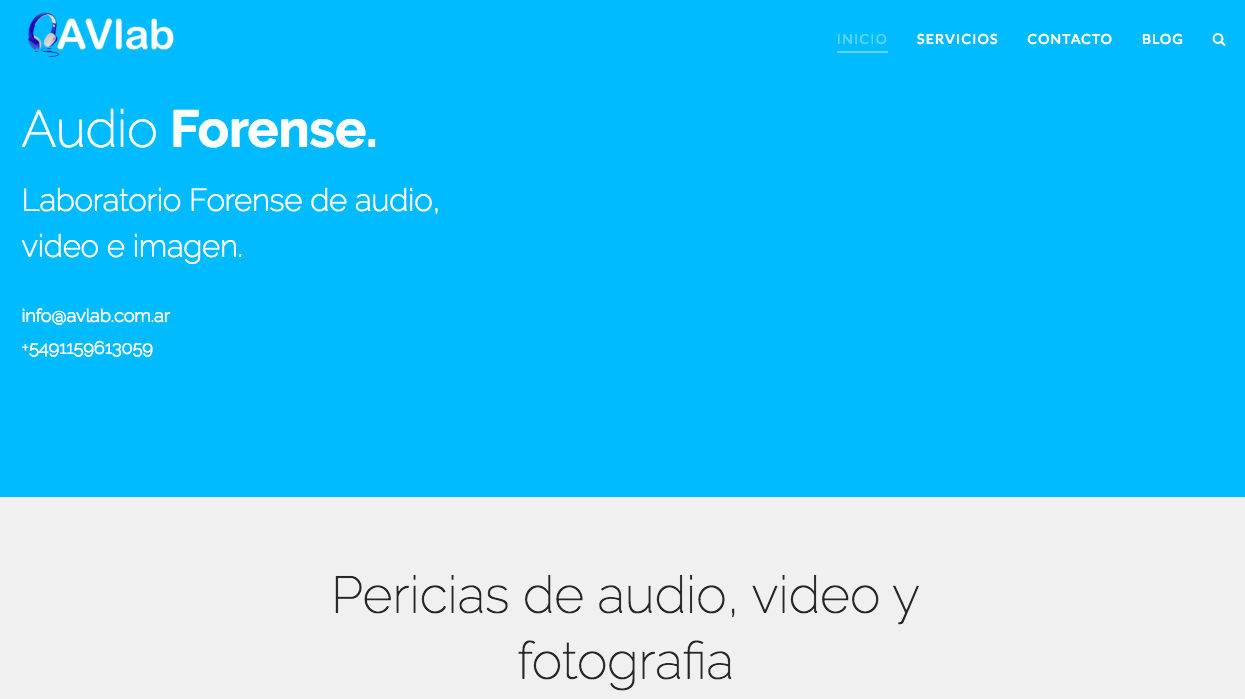 AVlab
INICIO SERVICIOS CONTACTO BLOG
Audio Forense.
Laboratorio Forense de audio,
video e imagen.
info@avlab.com.ar
+5491159613059
Pericias de audio, video y
fotografia